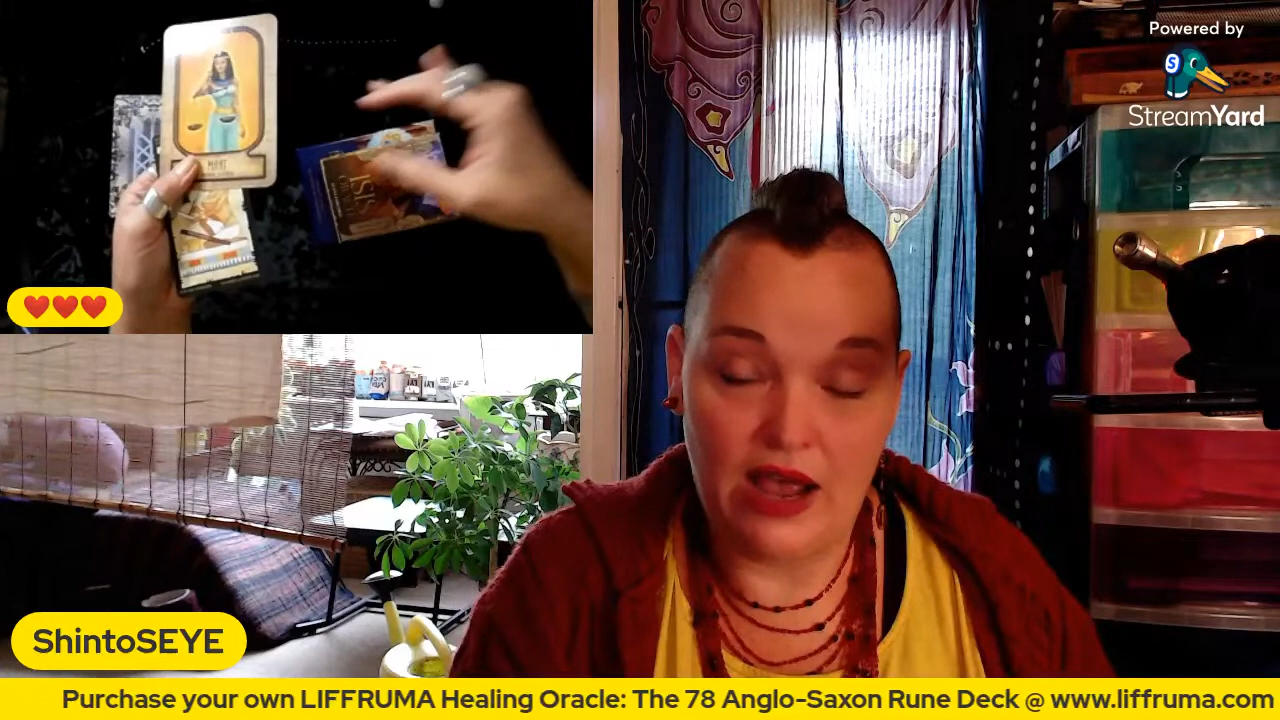 Powered by
StreamYard
MAAT
ISIS
ShintoSEYE
Purchase your own LIFFRUMA Healing Oracle: The 78 Anglo-Saxon Rune Deck @ www.liffruma.com